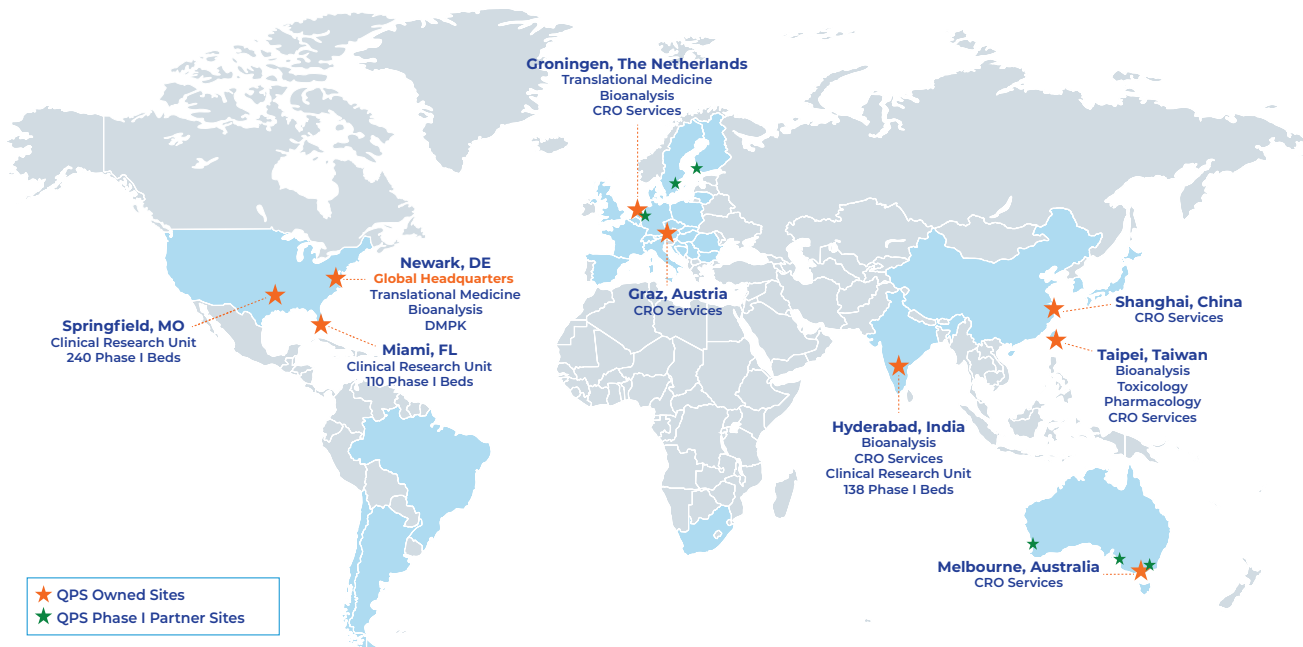 Groningen, The Netherlands
Translational Medicine
Bioanalysis
CRO Services
Newark, DE
Global Headquarters
Translational Medicine
Bioanalysis
DMPK
Springfield, MO
Clinical Research Unit
240 Phase I Beds
Miami, FL
Clinical Research Unit
110 Phase I Beds
Graz, Austria
CRO Services
Shanghai, China
CRO Services
Taipei, Taiwan
Bioanalysis
Toxicology
Pharmacology
CRO Services
Hyderabad, India
Bioanalysis
CRO Services
Clinical Research Unit
138 Phase I Beds
Melbourne, Australia
CRO Services
QPS Owned Sites
QPS Phase I Partner Sites